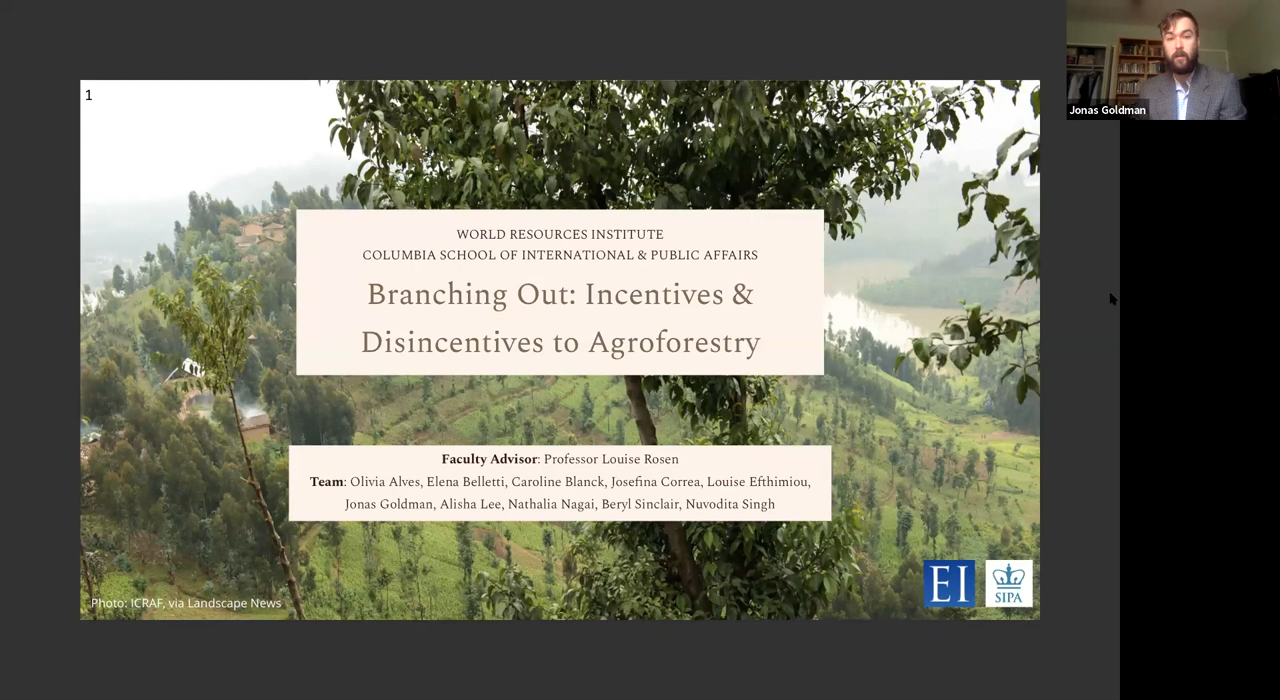 1
Jonas Goldman
WORLD RESOURCES INSTITUTE
COLUMBIA SCHOOL OF INTERNATIONAL & PUBLIC AFFAIRS
Branching Out: Incentives &
Disincentives to Agroforestry
Faculty Advisor: Professor Louise Rosen
Team: Olivia Alves, Elena Belletti, Caroline Blanck, Josefina Correa, Louise Efthimiou,
Jonas Goldman, Alisha Lee, Nathalia Nagai, Beryl Sinclair, Nuvodita Singh
Photo: ICRAF, via Landscape News
EI
SIPA